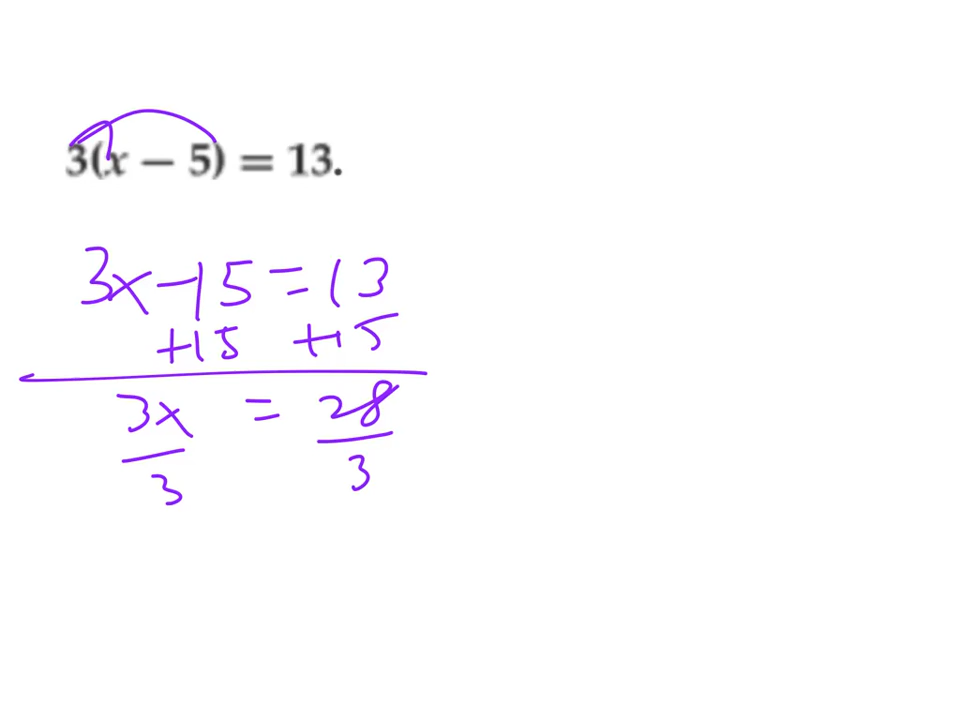 3(x − 5) = 13.
3x-15=13
+15 +15
3x = 28
3 3